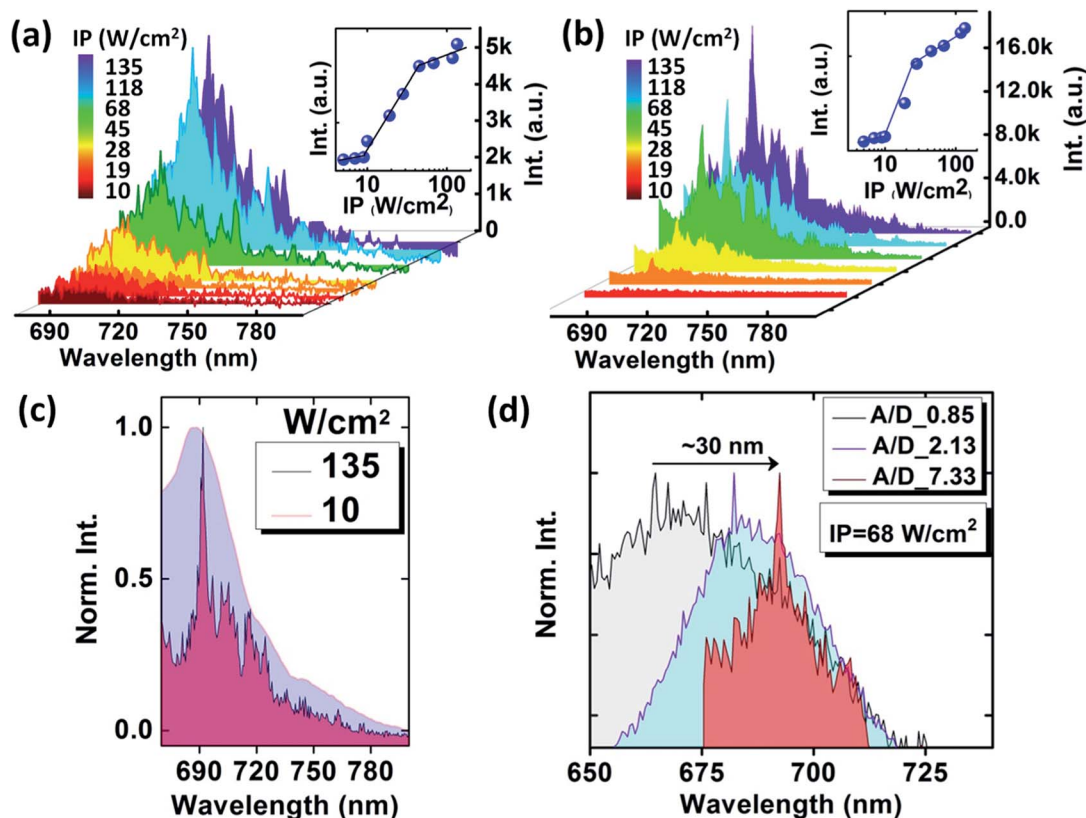 (a)
IP (W/cm²)
135
118
68
45
28
19
10
Int. (a.u.)
10 100
IP (W/cm²)
5k
4k
3k
2k
1k
0
Int. (a.u.)
690 720 750 780
Wavelength (nm)
(b)
IP (W/cm²)
135
118
68
45
28
19
10
Int. (a.u.)
10 100
IP (W/cm²)
16.0k
12.0k
8.0k
4.0k
0.0
Int. (a.u.)
690 720 750 780
Wavelength (nm)
(c)
W/cm²
135
10
1.0
0.5
0.0
Norm. Int.
690 720 750 780
Wavelength (nm)
(d)
~30 nm
A/D_0.85
A/D_2.13
A/D_7.33
IP=68 W/cm²
Norm. Int.
650 675 700 725
Wavelength (nm)